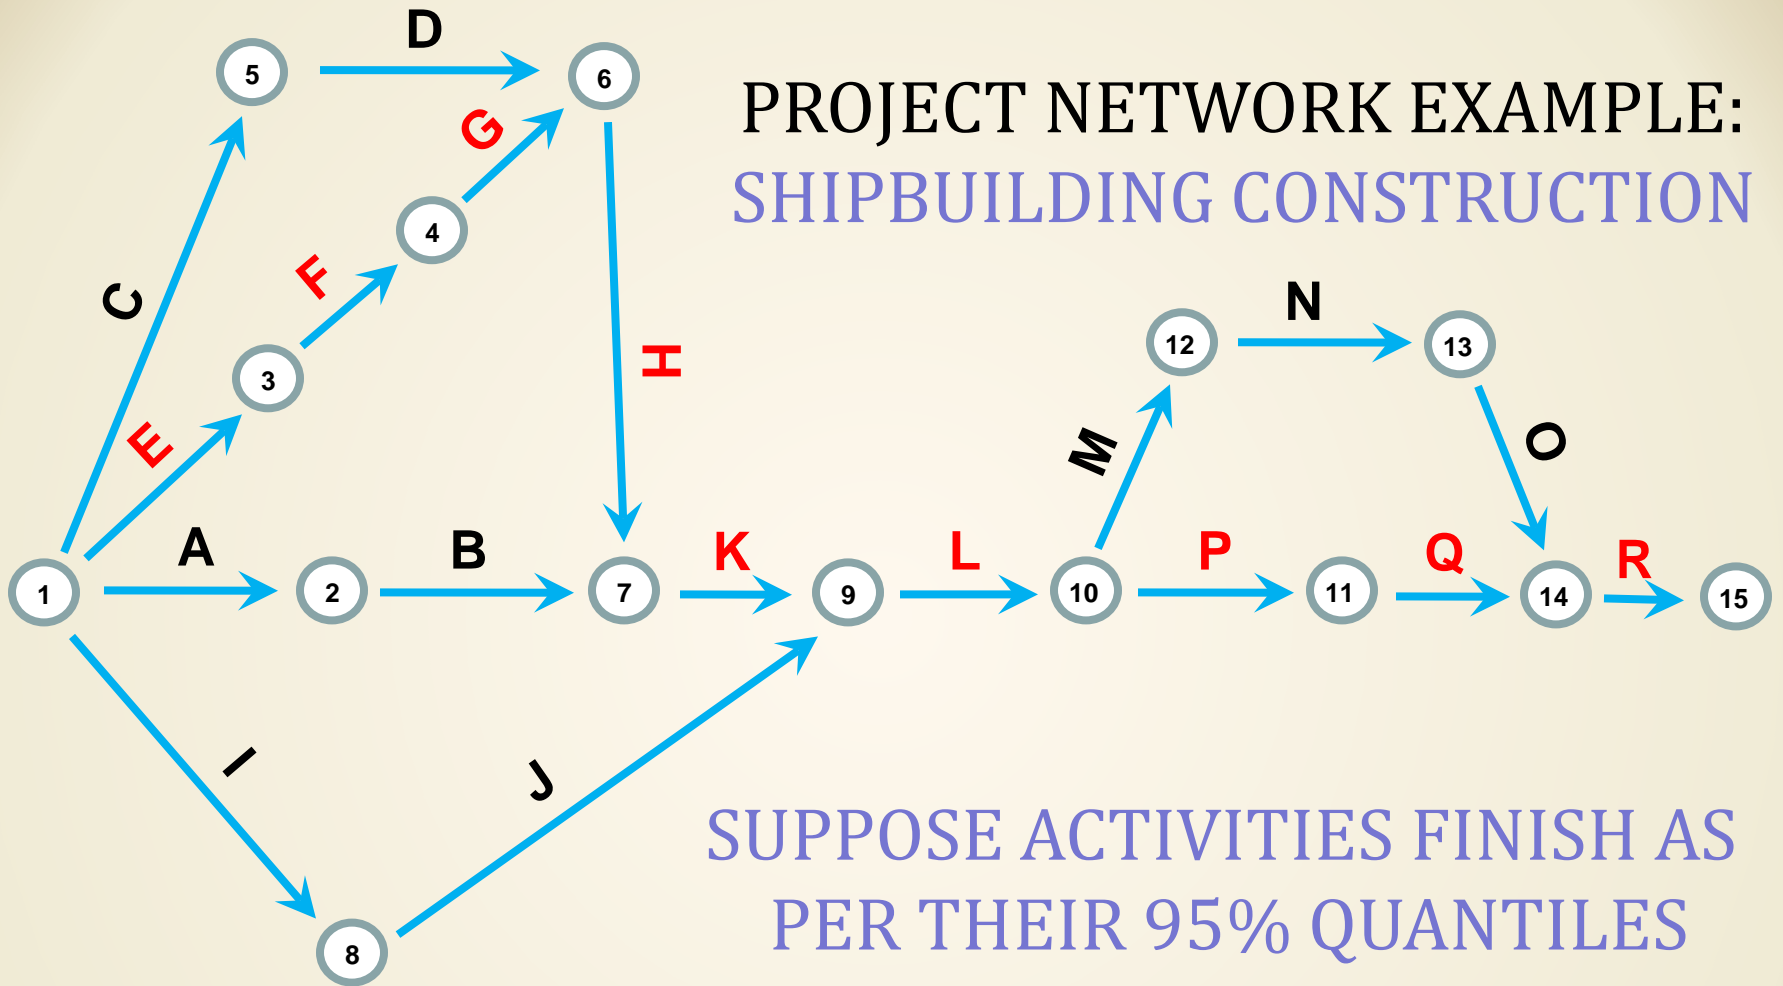 D
5
6
PROJECT NETWORK EXAMPLE:
G
SHIPBUILDING CONSTRUCTION
4
F
C
N
12
13
H
3
E
M
O
A
B
K
L
P
Q
R
1
2
7
9
10
11
14
15
I
J
SUPPOSE ACTIVITIES FINISH AS
PER THEIR 95% QUANTILES
8